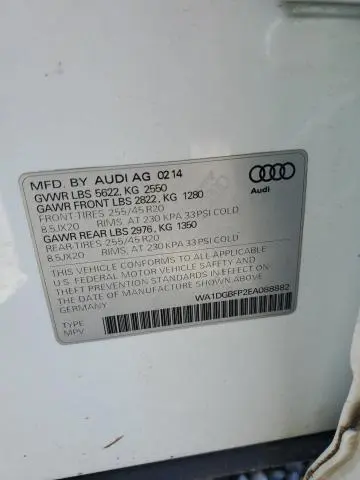 MFD. BY AUDI AG 02 14
GVWR LBS 5622, KG 2550
GAWR FRONT LBS 2822, KG 1280
FRONT TIRES 255/45 R20
8.5JX20 RIMS, AT 230 KPA 33 PSI COLD
GAWR REAR LBS 2976, KG 1350
REAR TIRES 255/45 R20
8.5JX20 RIMS, AT 230 KPA 33 PSI COLD
THIS VEHICLE CONFORMS TO ALL APPLICABLE
U.S. FEDERAL MOTOR VEHICLE SAFETY AND
THEFT PREVENTION STANDARDS IN EFFECT ON THE
DATE OF MANUFACTURE SHOWN ABOVE.
GERMANY
TYPE
MPV
WA1DGBFP2EA088882
Audi